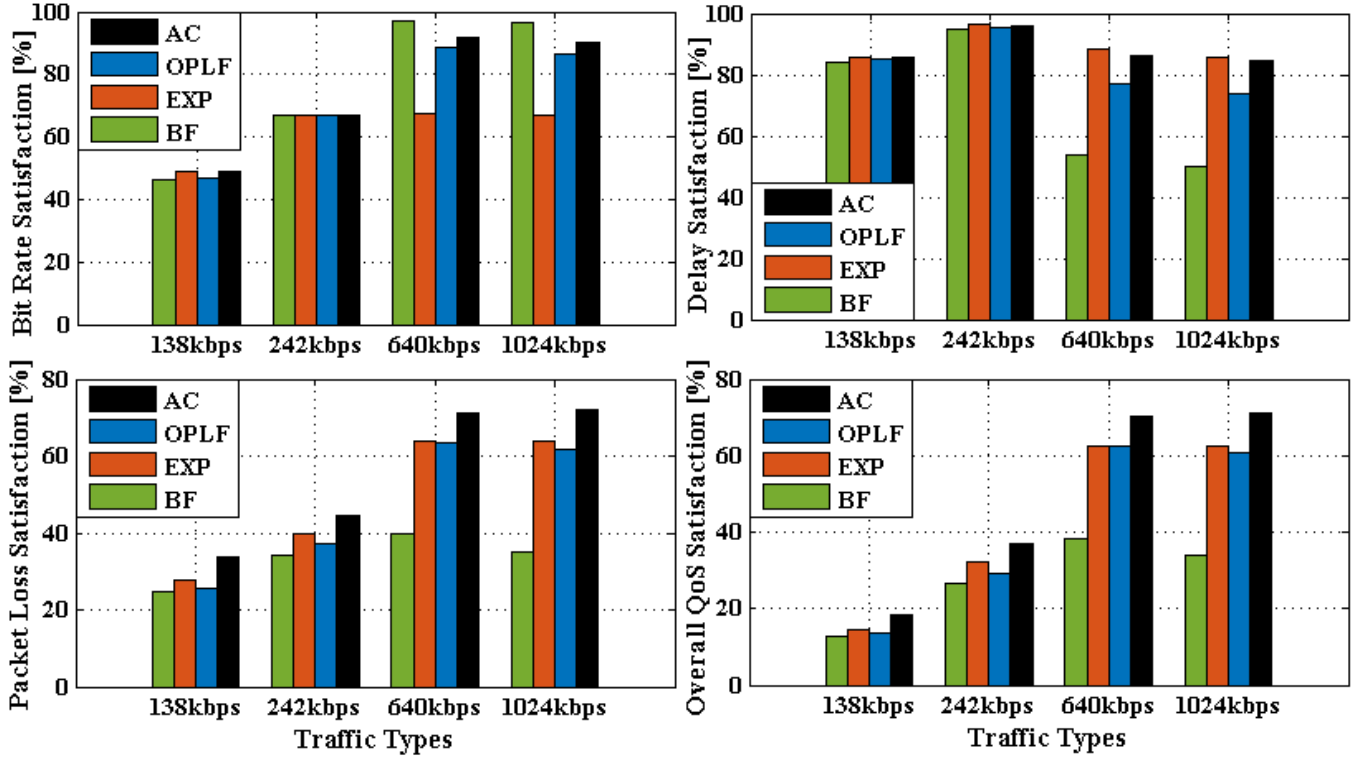 Bit Rate Satisfaction [%]
100
80
60
40
20
0
AC
OPLF
EXP
BF
138kbps 242kbps 640kbps 1024kbps
Delay Satisfaction [%]
100
80
60
40
20
0
AC
OPLF
EXP
BF
138kbps 242kbps 640kbps 1024kbps
Packet Loss Satisfaction [%]
80
60
40
20
0
AC
OPLF
EXP
BF
138kbps 242kbps 640kbps 1024kbps
Traffic Types
Overall QoS Satisfaction [%]
80
60
40
20
0
AC
OPLF
EXP
BF
138kbps 242kbps 640kbps 1024kbps
Traffic Types